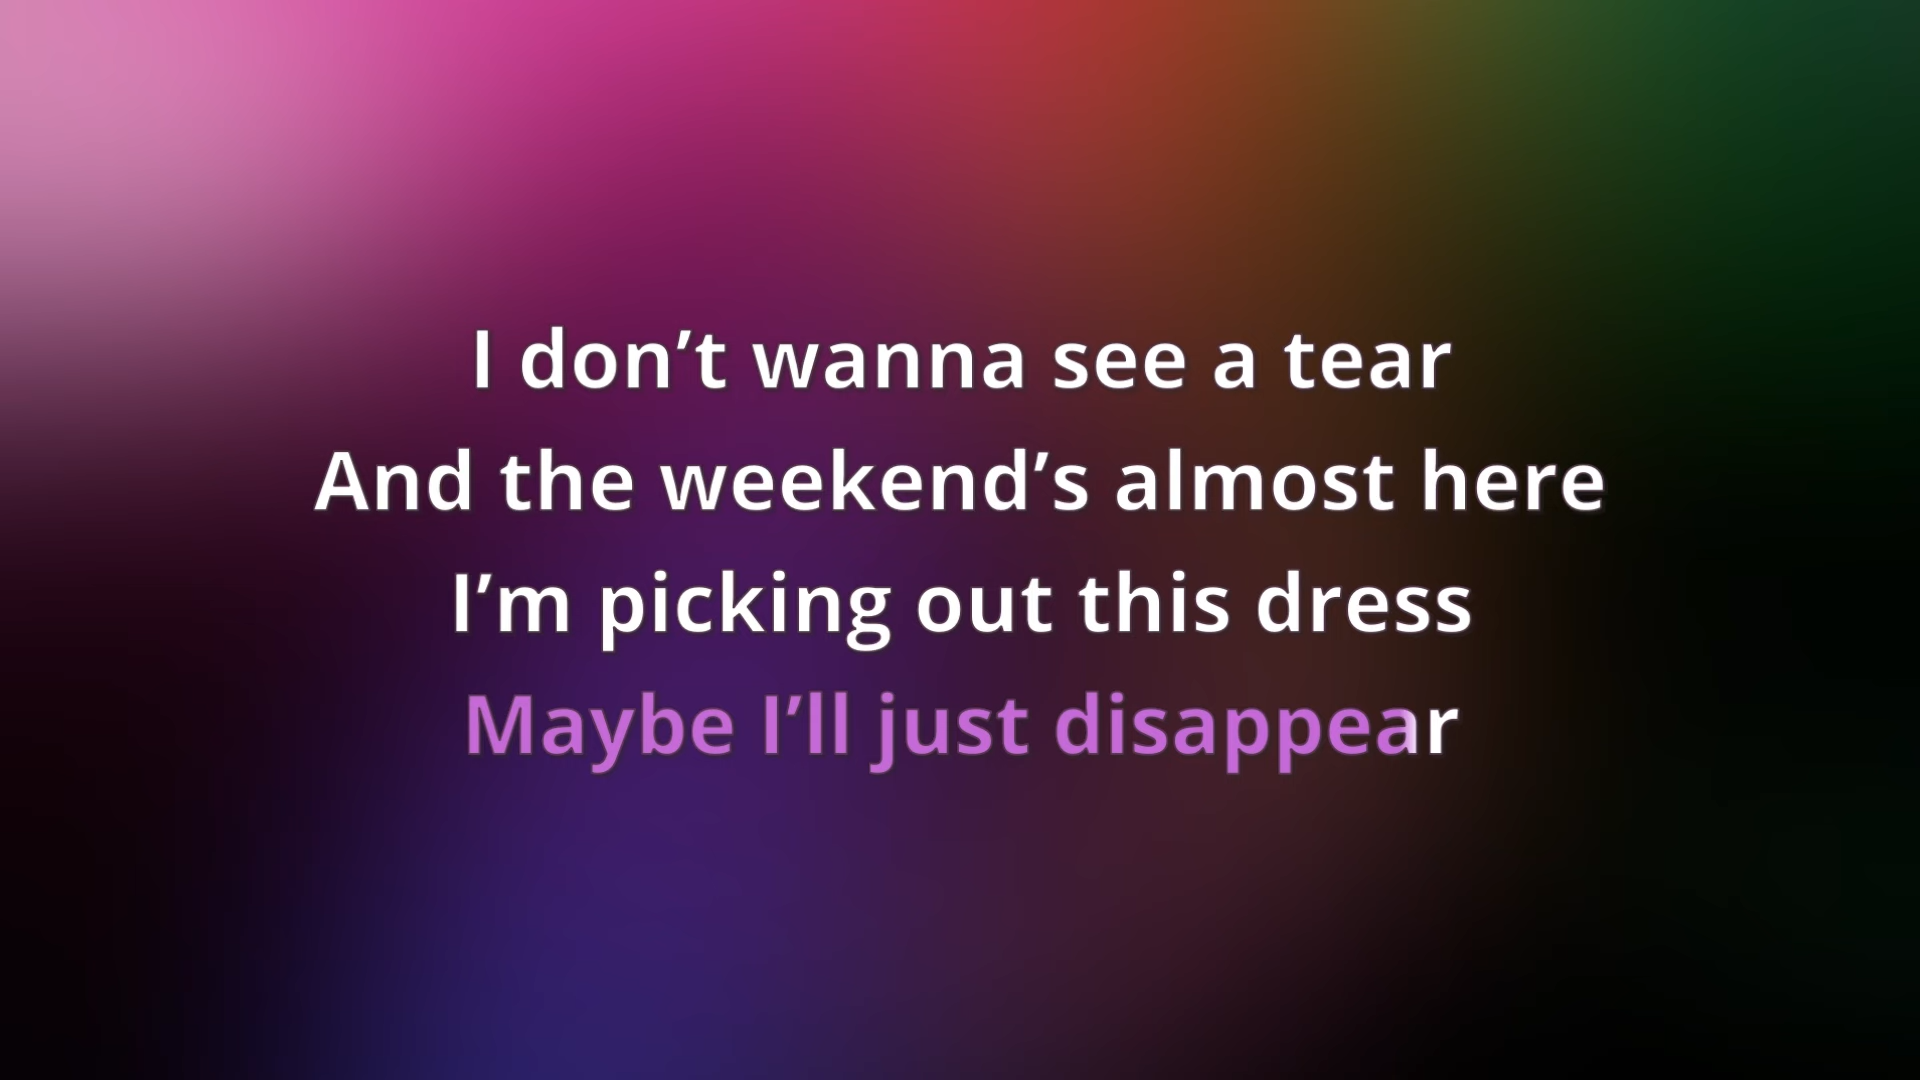 I don’t wanna see a tear
And the weekend’s almost here
I’m picking out this dress
Maybe I’ll just disappear